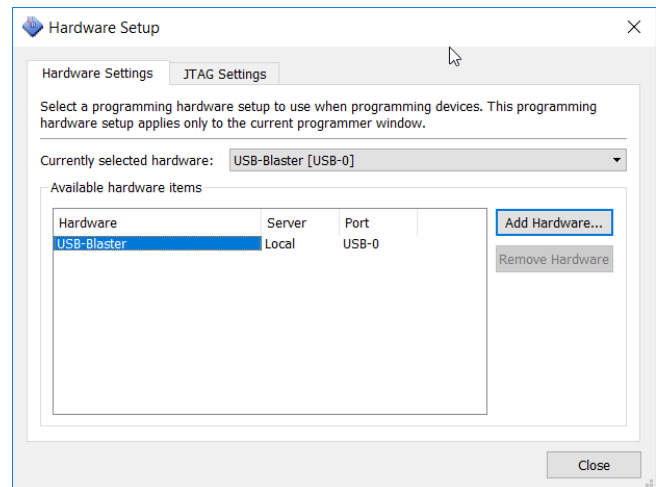 Hardware Setup
Hardware Settings
JTAG Settings
Select a programming hardware setup to use when programming devices. This programming
hardware setup applies only to the current programmer window.
Currently selected hardware:
USB-Blaster [USB-0]
Available hardware items
Hardware Server Port
USB-Blaster Local USB-0
Add Hardware...
Remove Hardware
Close